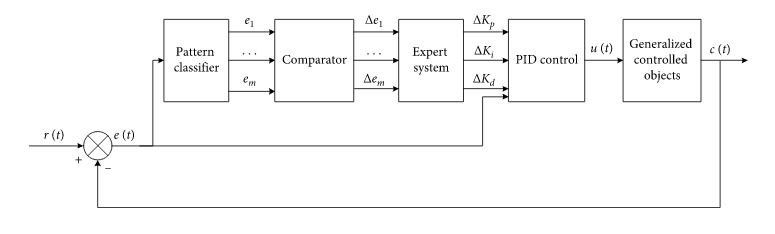 e1
Δe1
ΔKp
Pattern classifier
. . .
Comparator
. . .
Expert system
ΔKi
PID control
u (t)
Generalized controlled objects
c (t)
em
Δem
ΔKd
r (t)
e (t)
+
−